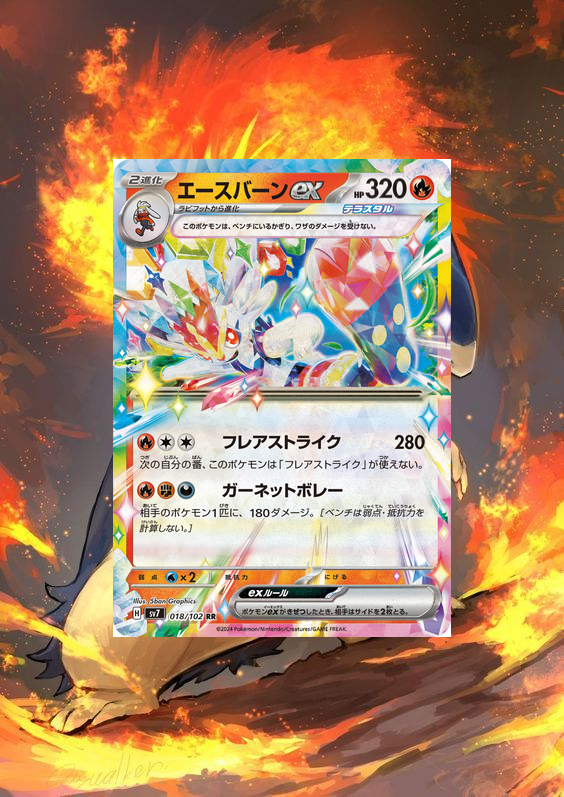 2進化
エースバーンex
HP320
ラビフットから進化
テラスタル
このポケモンは、ベンチにいるかぎり、ワザのダメージを受けない。
フレアストライク 280
次の自分の番、このポケモンは「フレアストライク」が使えない。
ガーネットボレー
相手のポケモン1匹に、180ダメージ。[ベンチは弱点・抵抗力を
計算しない。]
弱点 ×2 抵抗力 にげる
exルール
ポケモンexがきぜつしたとき、相手はサイドを2枚とる。
Illus. 5ban Graphics
H sv7 018/102 RR
©2024 Pokémon/Nintendo/Creatures/GAME FREAK.